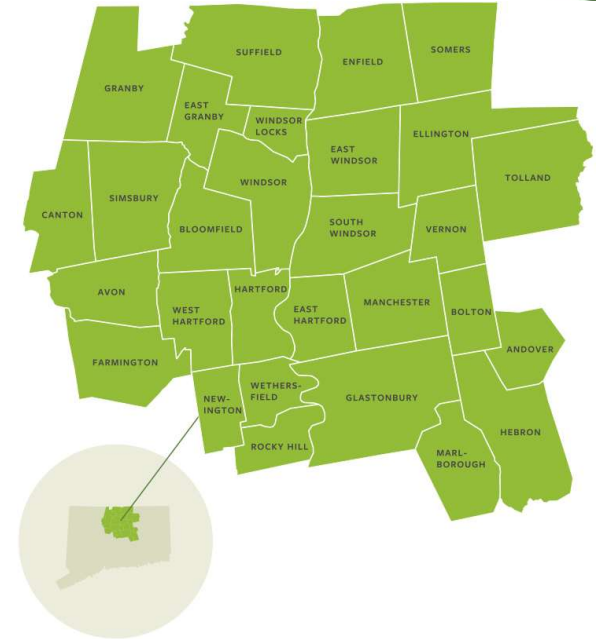 SUFFIELD
ENFIELD
SOMERS
GRANBY
EAST
GRANBY
WINDSOR
LOCKS
EAST
WINDSOR
ELLINGTON
TOLLAND
CANTON
SIMSBURY
WINDSOR
BLOOMFIELD
SOUTH
WINDSOR
VERNON
AVON
WEST
HARTFORD
HARTFORD
EAST
HARTFORD
MANCHESTER
BOLTON
ANDOVER
FARMINGTON
NEW-
INGTON
WETHERS-
FIELD
GLASTONBURY
HEBRON
ROCKY HILL
MARL-
BOROUGH